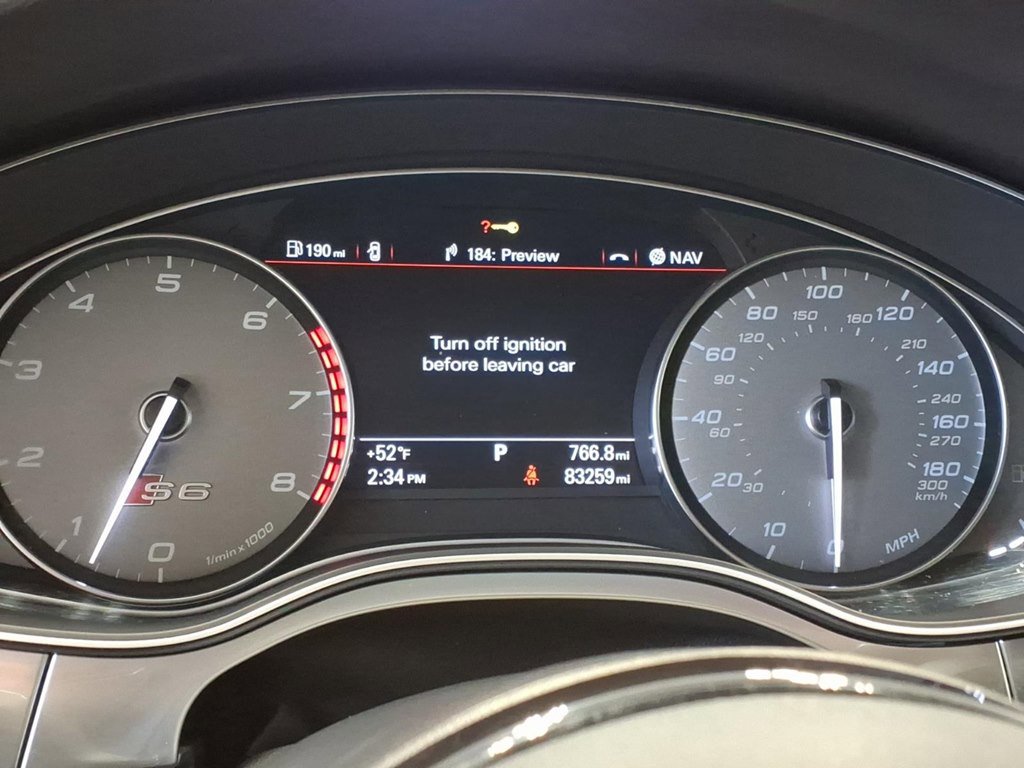 ?
190 mi
184: Preview
NAV
Turn off ignition
before leaving car
+52°F
P
766.8 mi
2:34 PM
83259 mi
0
1
2
3
4
5
6
7
8
S6
1/min x 1000
0
10
20
40
60
80
100
120
140
160
180
30
60
90
120
150
180
210
240
270
300
km/h
MPH